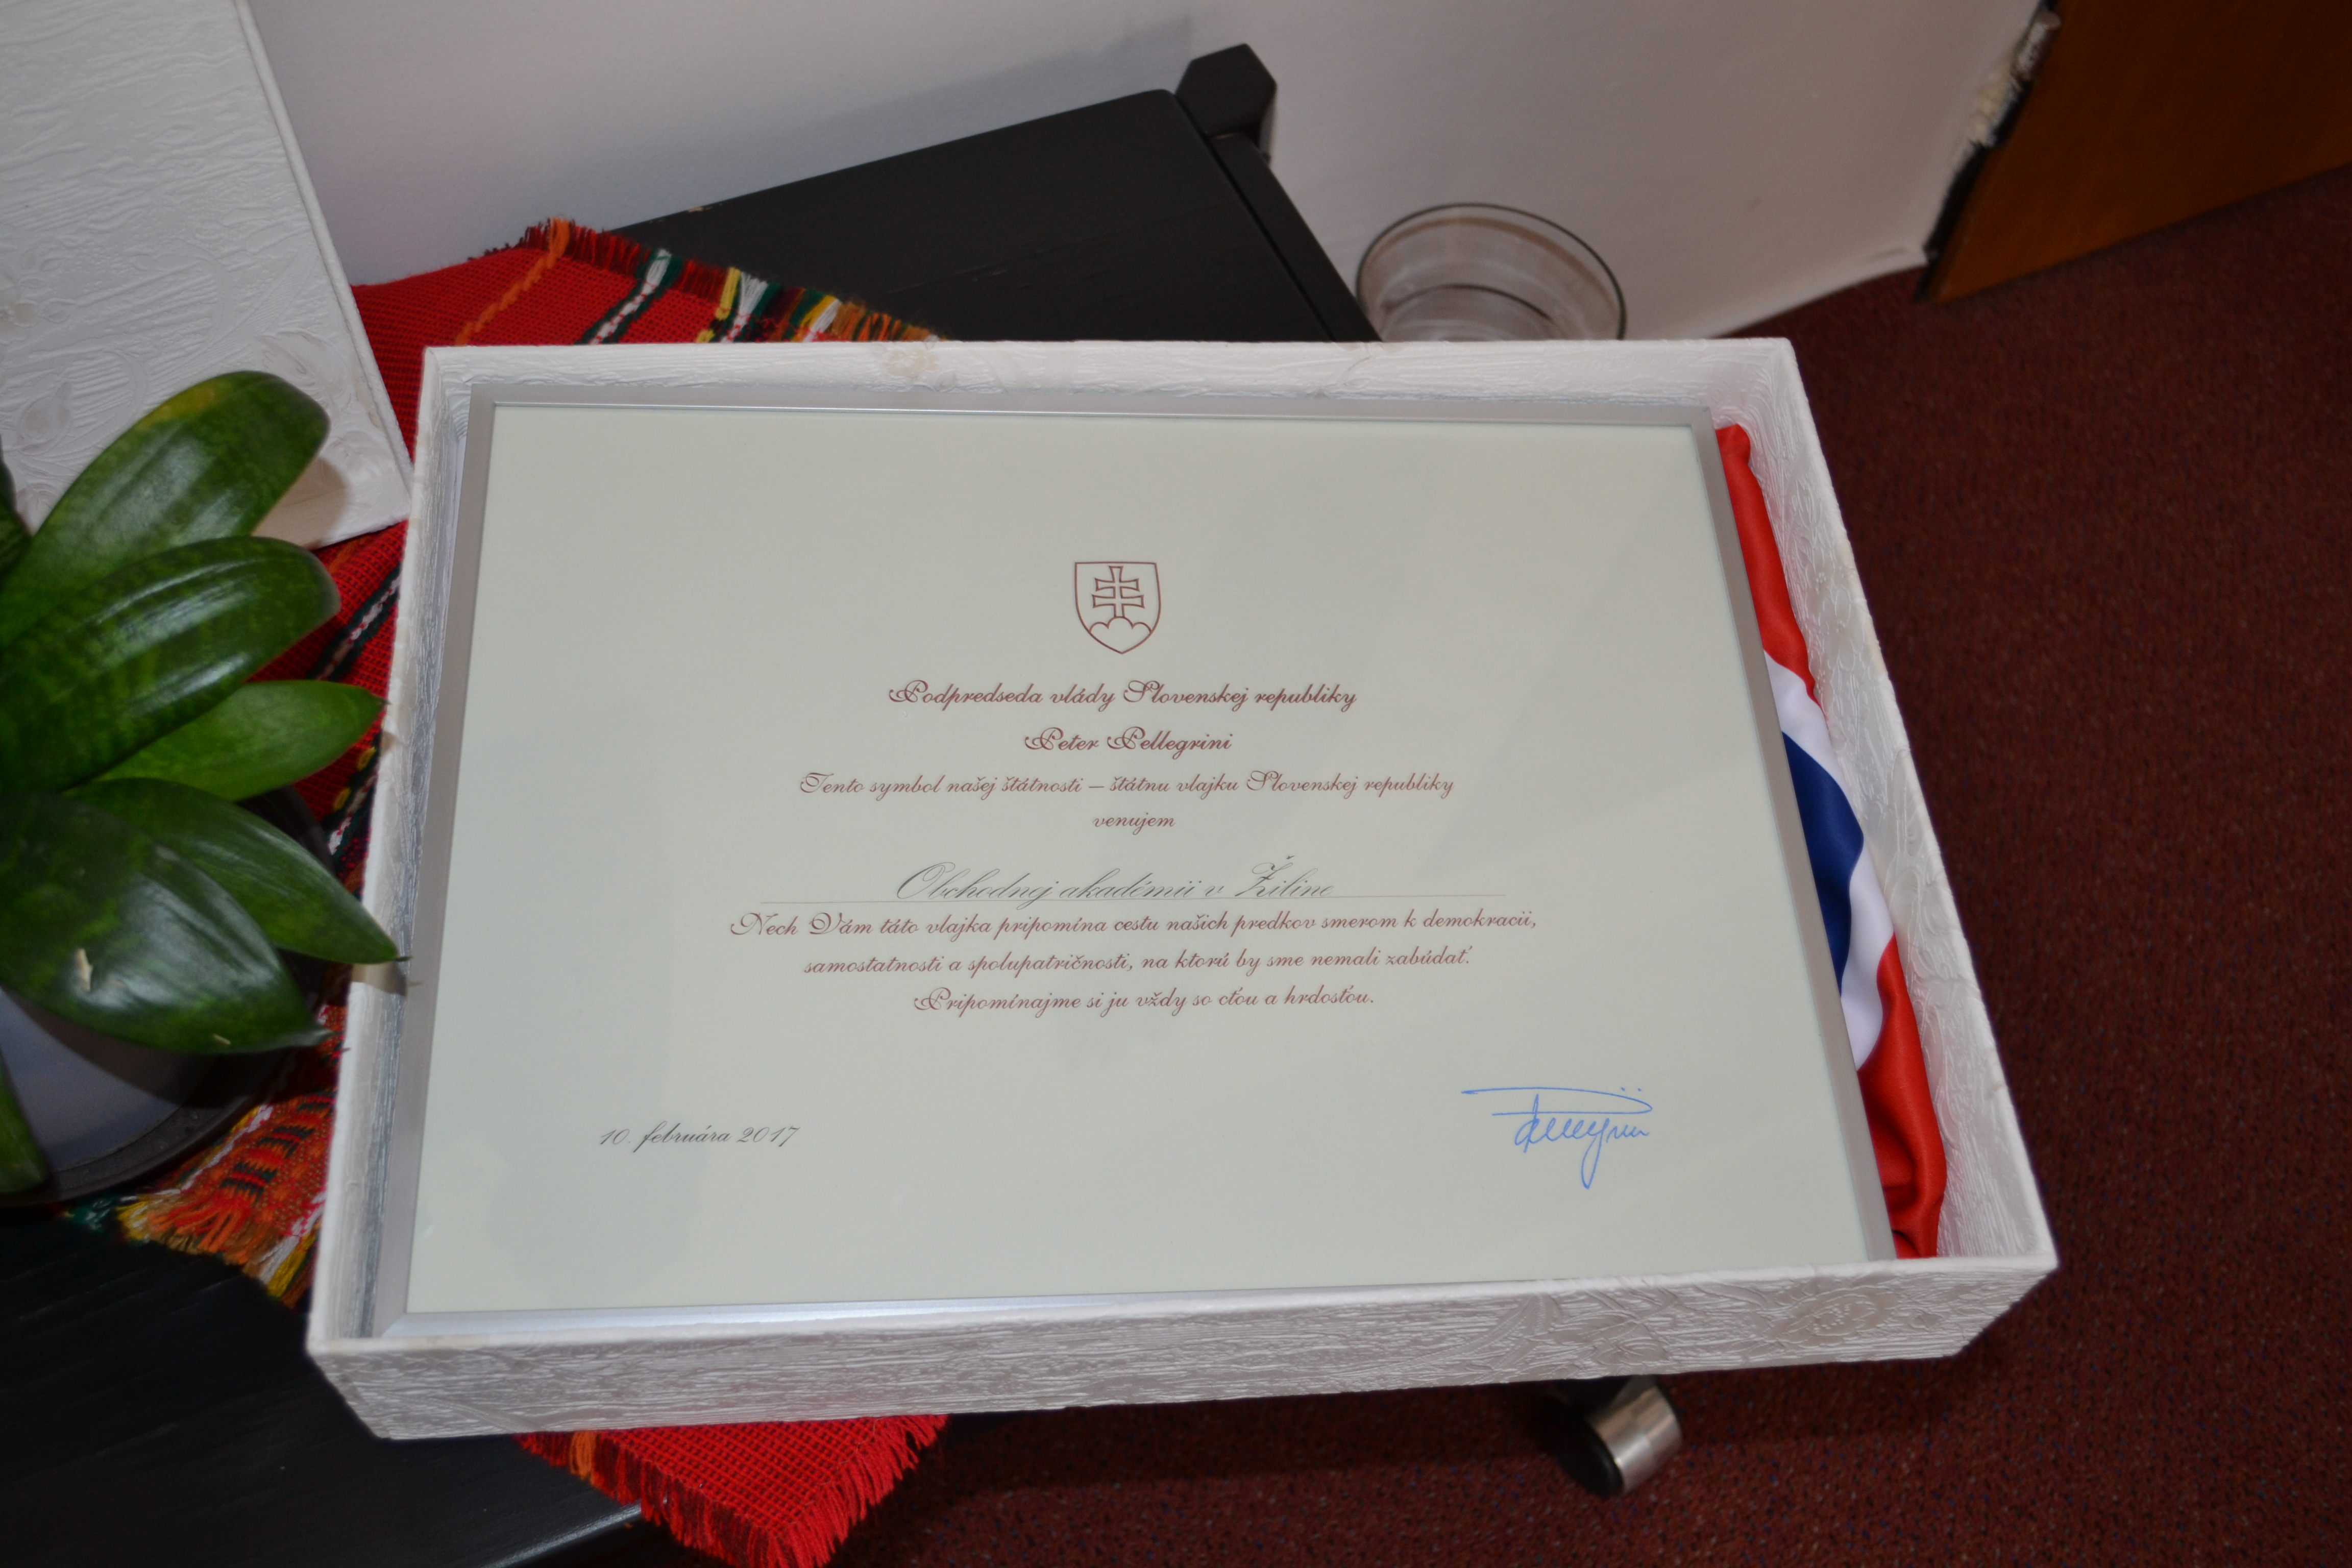 Podpredseda vlády Slovenskej republiky
Peter Pellegrini
Tento symbol našej štátnosti – štátnu vlajku Slovenskej republiky
venujem
Obchodnej akadémii v Žiline
Nech Vám táto vlajka pripomína cestu našich predkov smerom k demokracii,
samostatnosti a spolupatričnosti, na ktorú by sme nemali zabúdať.
Pripomínajme si ju vždy so cťou a hrdosťou.
10. februára 2017
Pellegrini